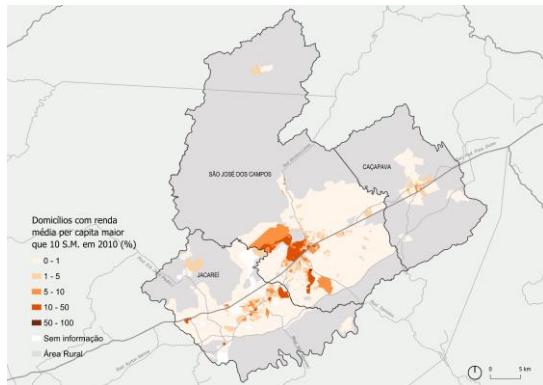 SÃO JOSÉ DOS CAMPOS
CAÇAPAVA
JACAREÍ
Domicílios com renda
média per capita maior
que 10 S.M. em 2010 (%)
0 - 1
1 - 5
5 - 10
10 - 50
50 - 100
Sem informação
Área Rural
0
5 km